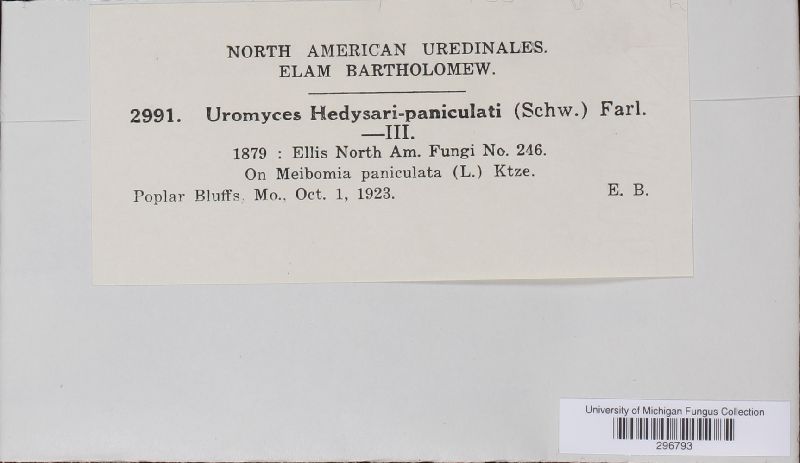 NORTH AMERICAN UREDINALES.
ELAM BARTHOLOMEW.
2991. Uromyces Hedysari-paniculati (Schw.) Farl.
—III.
1879 : Ellis North Am. Fungi No. 246.
On Meibomia paniculata (L.) Ktze.
Poplar Bluffs, Mo., Oct. 1, 1923. E. B.
University of Michigan Fungus Collection
296793